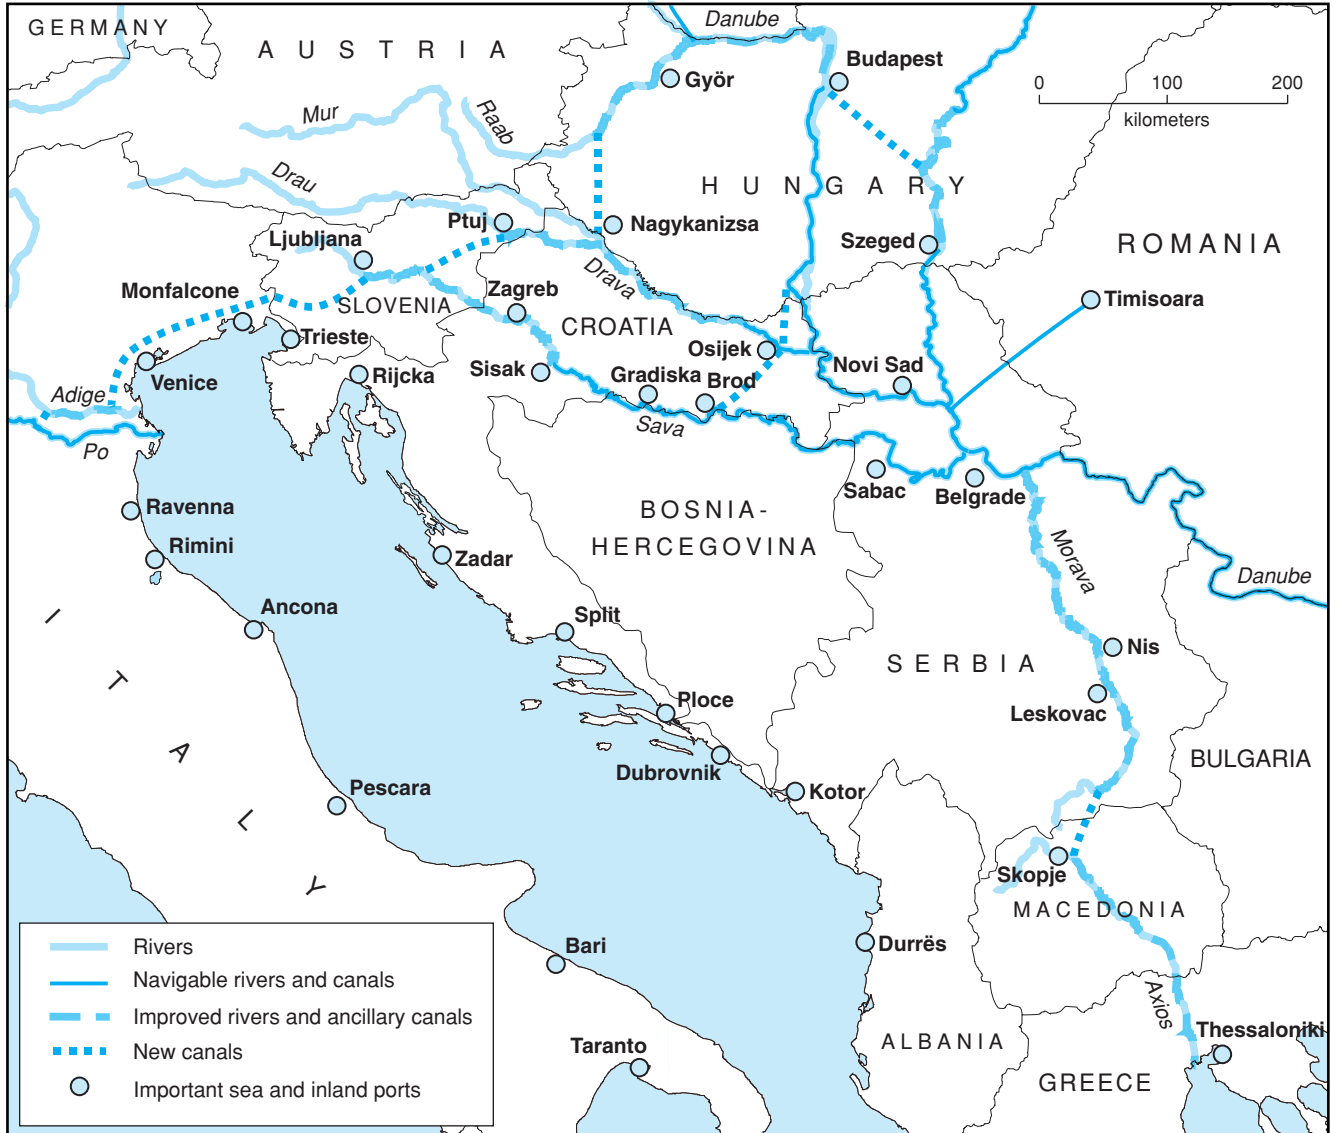 GERMANY
AUSTRIA
Danube
Budapest
Györ
0 100 200
kilometers
Mur
Raab
Drau
HUNGARY
Ptuj
Nagykanizsa
Ljubljana
Szeged
ROMANIA
Drava
Monfalcone
Zagreb
SLOVENIA
CROATIA
Timisoara
Trieste
Osijek
Novi Sad
Venice
Rijcka
Sisak
Gradiska
Brod
Adige
Sava
Po
Sabac
Belgrade
Ravenna
BOSNIA-
HERCEGOVINA
Rimini
Zadar
Morava
Danube
Ancona
Split
Nis
SERBIA
ITALY
Ploce
Leskovac
Dubrovnik
BULGARIA
Pescara
Kotor
Skopje
MACEDONIA
Bari
Durrës
Axios
Thessaloniki
Taranto
ALBANIA
GREECE
Rivers
Navigable rivers and canals
Improved rivers and ancillary canals
New canals
Important sea and inland ports